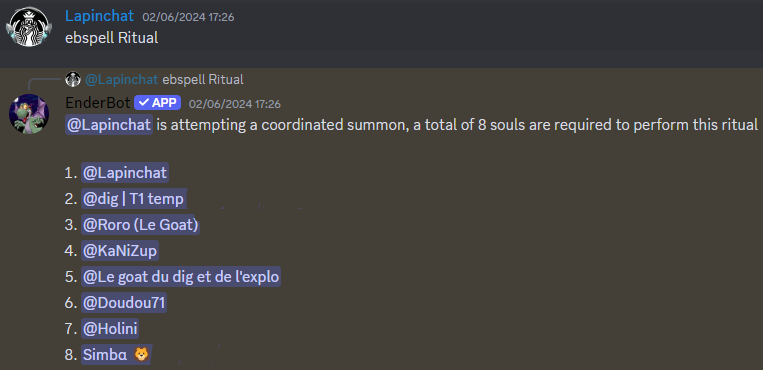 Lapinchat 02/06/2024 17:26
ebspell Ritual
@Lapinchat ebspell Ritual
EnderBot ✓ APP 02/06/2024 17:26
@Lapinchat is attempting a coordinated summon, a total of 8 souls are required to perform this ritual
1. @Lapinchat
2. @dig | T1 temp
3. @Roro (Le Goat)
4. @KaNiZup
5. @Le goat du dig et de l'explo
6. @Doudou71
7. @Holini
8. Simba 🦁